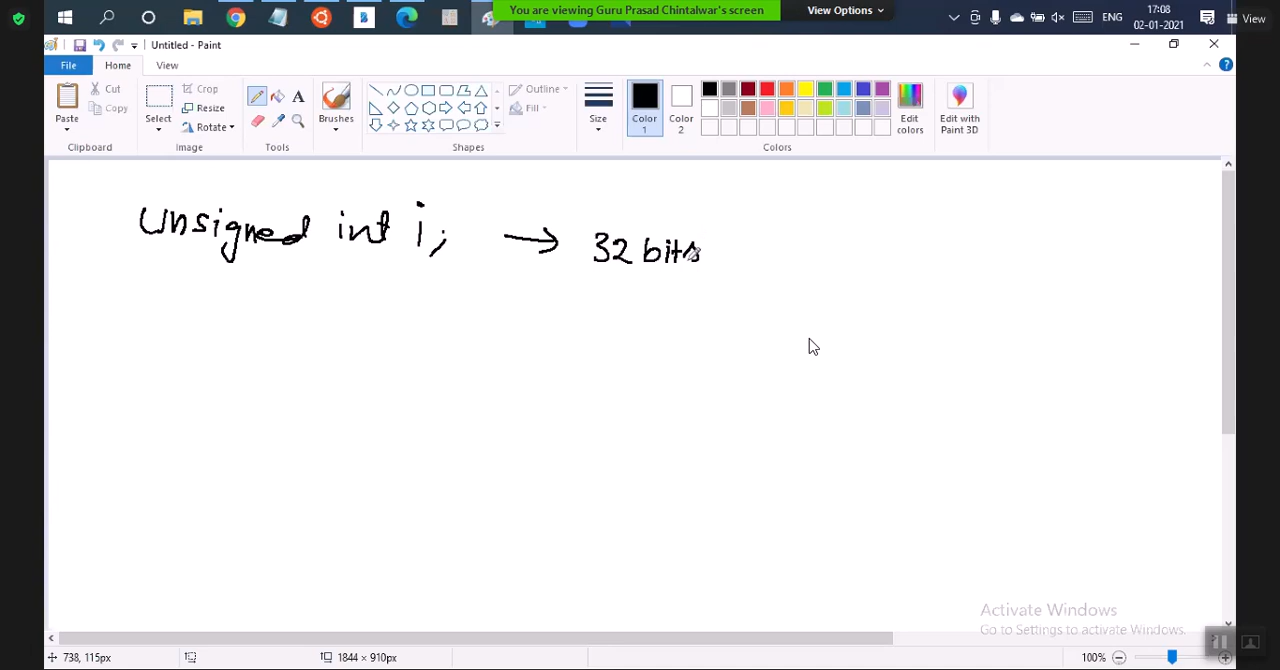 You are viewing Guru Prasad Chintalwar's screen
View Options
ENG
17:08
02-01-2021
View
Untitled - Paint
File
Home
View
Paste
Cut
Copy
Clipboard
Select
Crop
Resize
Rotate
Image
A
Tools
Brushes
Outline
Fill
Shapes
Size
Color 1
Color 2
Edit colors
Colors
Edit with Paint 3D
unsigned int i; → 32 bits
Activate Windows
Go to Settings to activate Windows.
738, 115px
1844 × 910px
100%